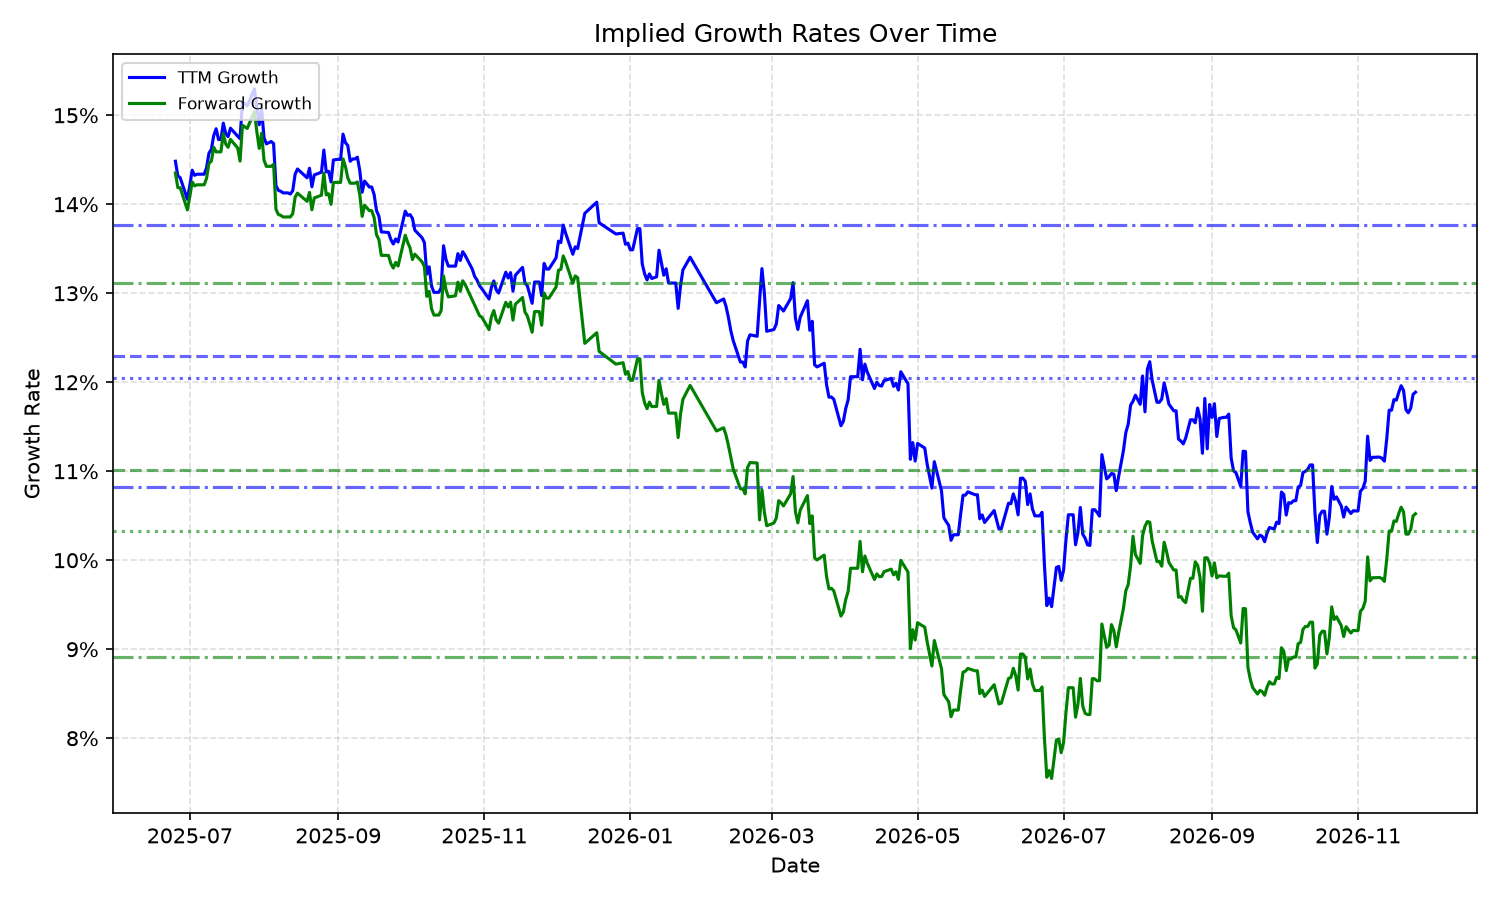 Implied Growth Rates Over Time
TTM Growth
Forward Growth
15%
14%
13%
12%
11%
10%
9%
8%
Growth Rate
2025-07 2025-09 2025-11 2026-01 2026-03 2026-05 2026-07 2026-09 2026-11
Date